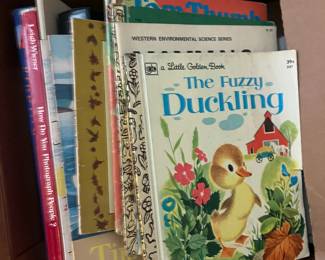 Leigh Wiener
How Do You Photograph People?
Tom Thumb
WESTERN ENVIRONMENTAL SCIENCE SERIES
a Little Golden Book
39¢
The Fuzzy
Duckling